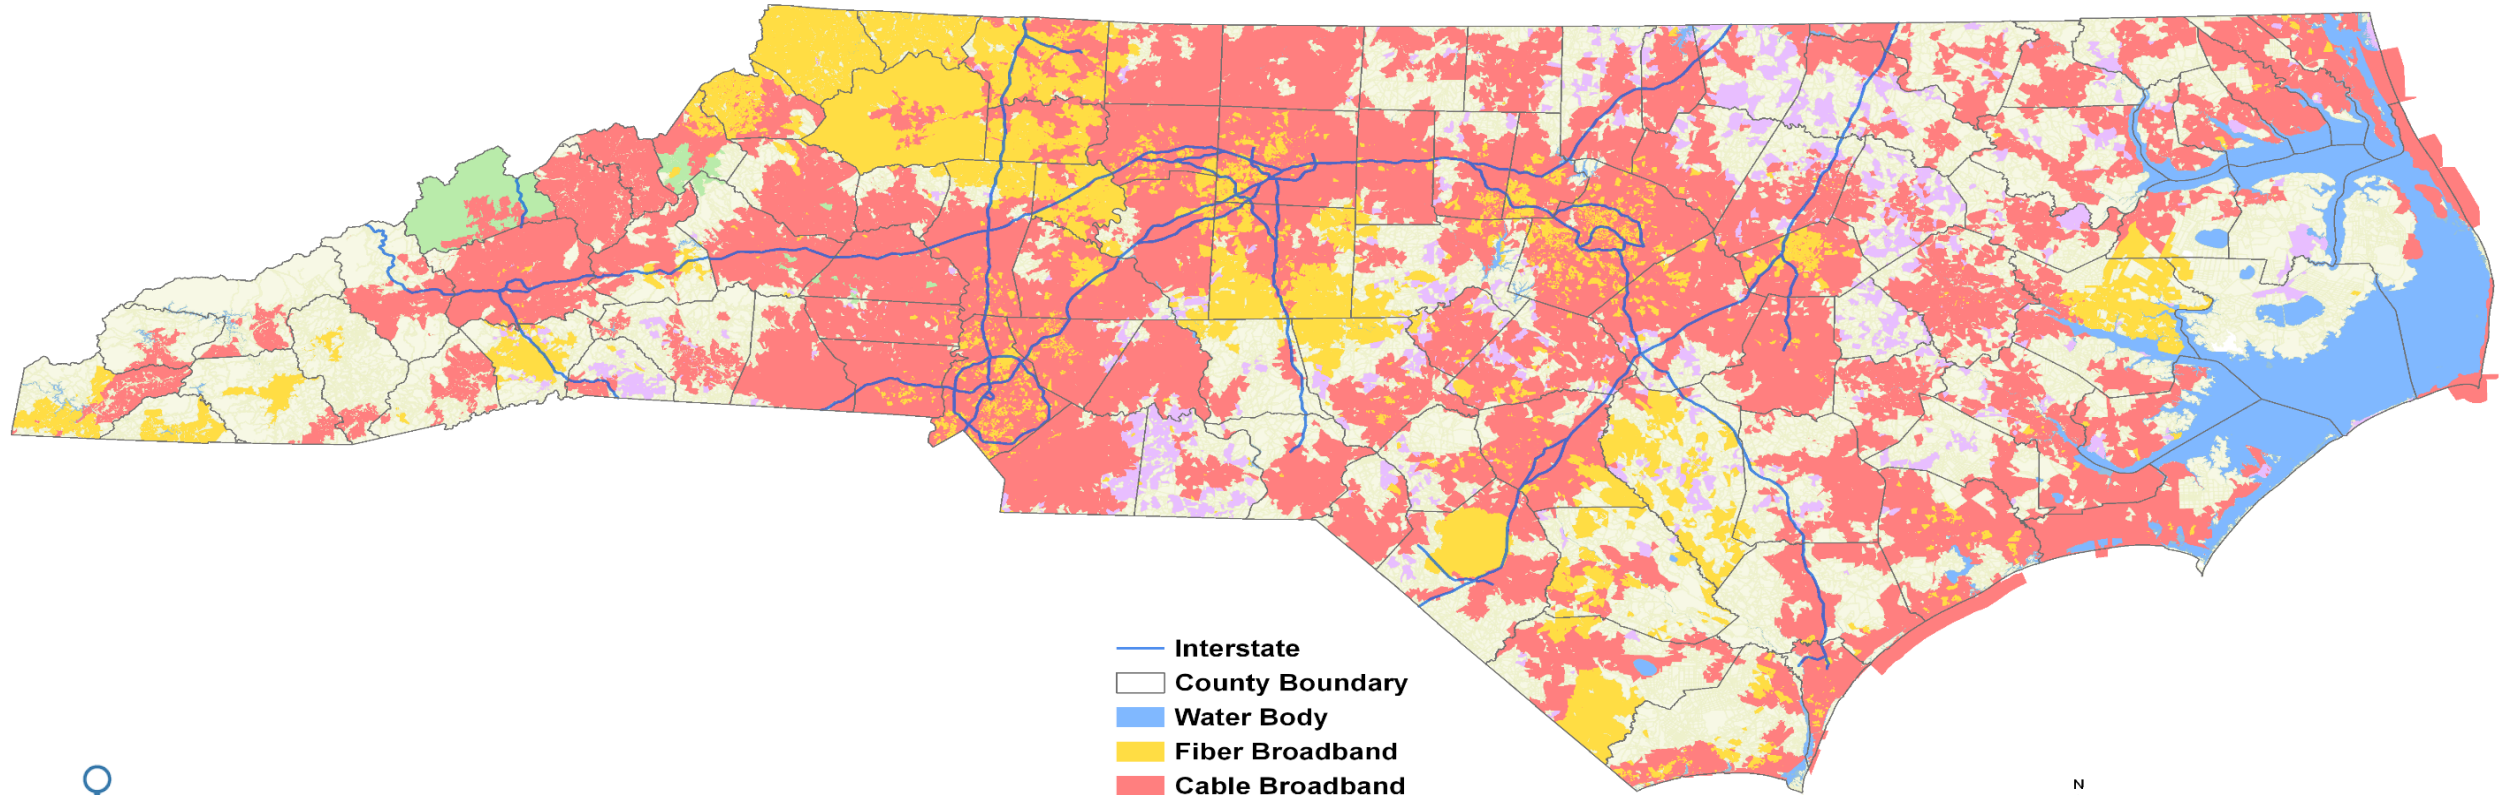 Interstate
County Boundary
Water Body
Fiber Broadband
Cable Broadband
N